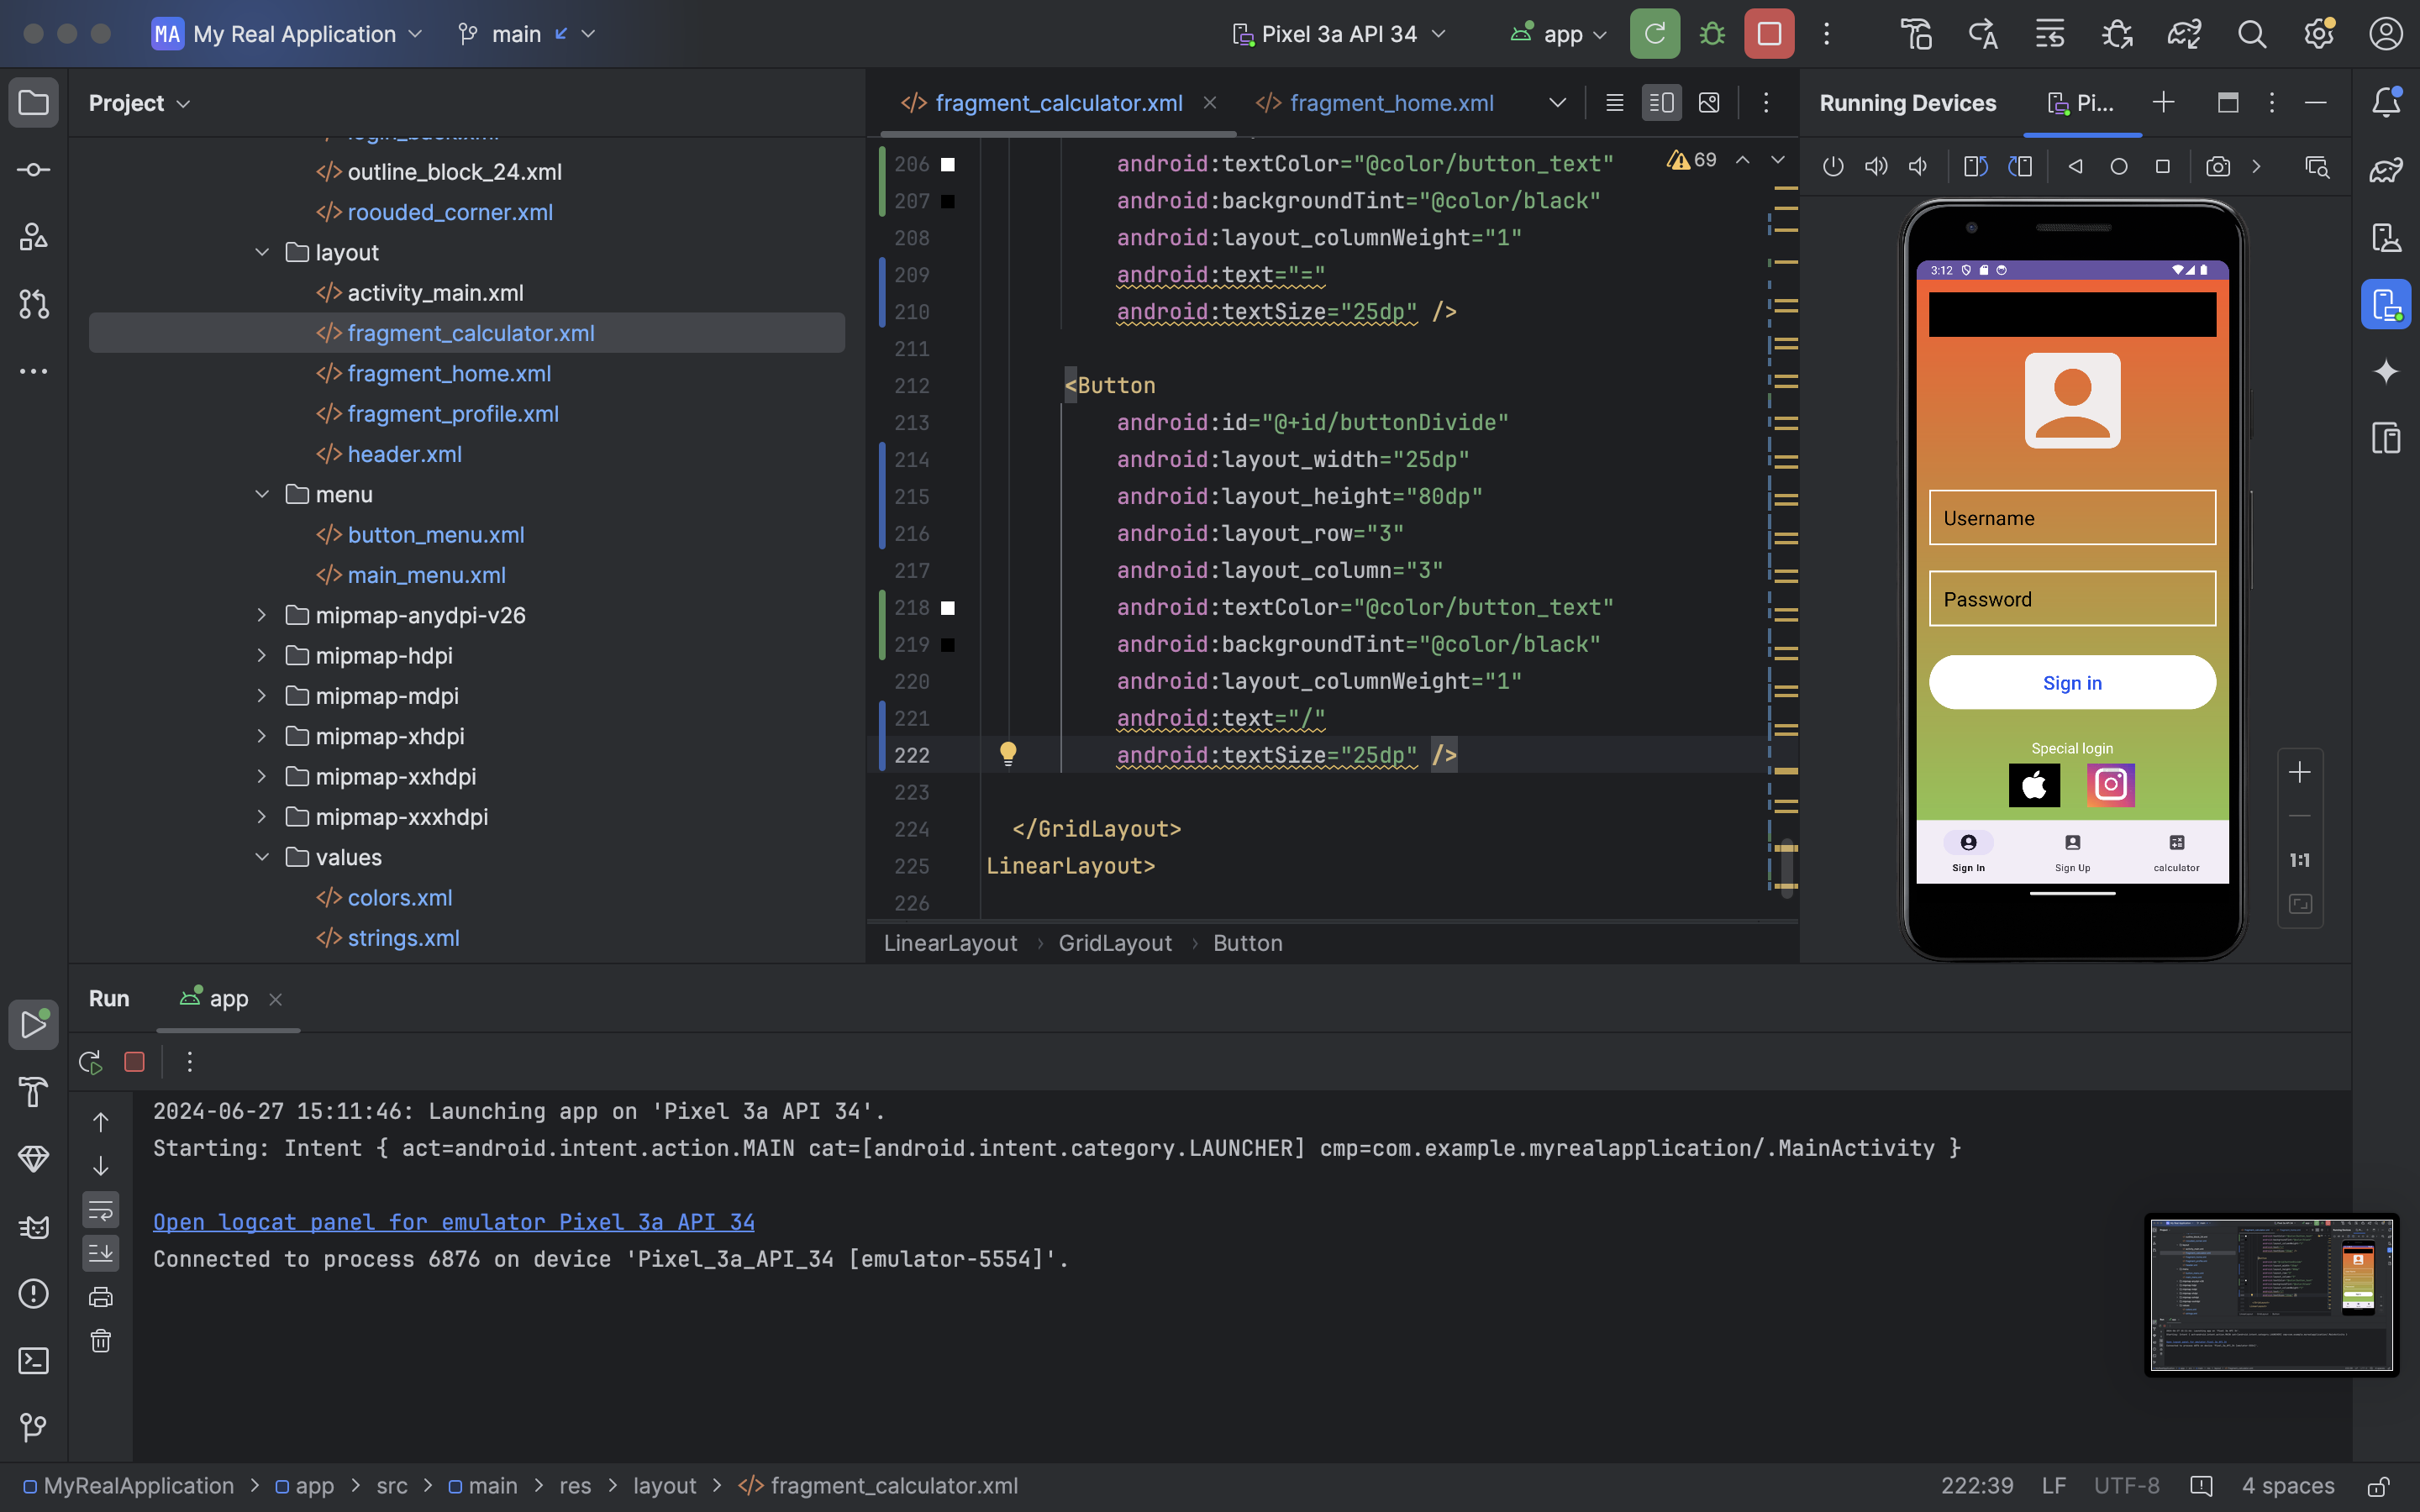 MA My Real Application
main
Pixel 3a API 34
app
Project
outline_block_24.xml
roouded_corner.xml
layout
activity_main.xml
fragment_calculator.xml
fragment_home.xml
fragment_profile.xml
header.xml
menu
button_menu.xml
main_menu.xml
mipmap-anydpi-v26
mipmap-hdpi
mipmap-mdpi
mipmap-xhdpi
mipmap-xxhdpi
mipmap-xxxhdpi
values
colors.xml
strings.xml
fragment_calculator.xml
fragment_home.xml
69
206 android:textColor="@color/button_text"
207 android:backgroundTint="@color/black"
208 android:layout_columnWeight="1"
209 android:text="="
210 android:textSize="25dp" />
211
212 <Button
213 android:id="@+id/buttonDivide"
214 android:layout_width="25dp"
215 android:layout_height="80dp"
216 android:layout_row="3"
217 android:layout_column="3"
218 android:textColor="@color/button_text"
219 android:backgroundTint="@color/black"
220 android:layout_columnWeight="1"
221 android:text="/"
222 android:textSize="25dp" />
223
224 </GridLayout>
225 LinearLayout>
226
LinearLayout › GridLayout › Button
Running Devices
Pi...
3:12
Username
Password
Sign in
Special login
Sign In
Sign Up
calculator
1:1
Run
app
2024-06-27 15:11:46: Launching app on 'Pixel 3a API 34'.
Starting: Intent { act=android.intent.action.MAIN cat=[android.intent.category.LAUNCHER] cmp=com.example.myrealapplication/.MainActivity }
Open logcat panel for emulator Pixel 3a API 34
Connected to process 6876 on device 'Pixel_3a_API_34 [emulator-5554]'.
MyRealApplication > app > src > main > res > layout > fragment_calculator.xml
222:39
LF
UTF-8
4 spaces